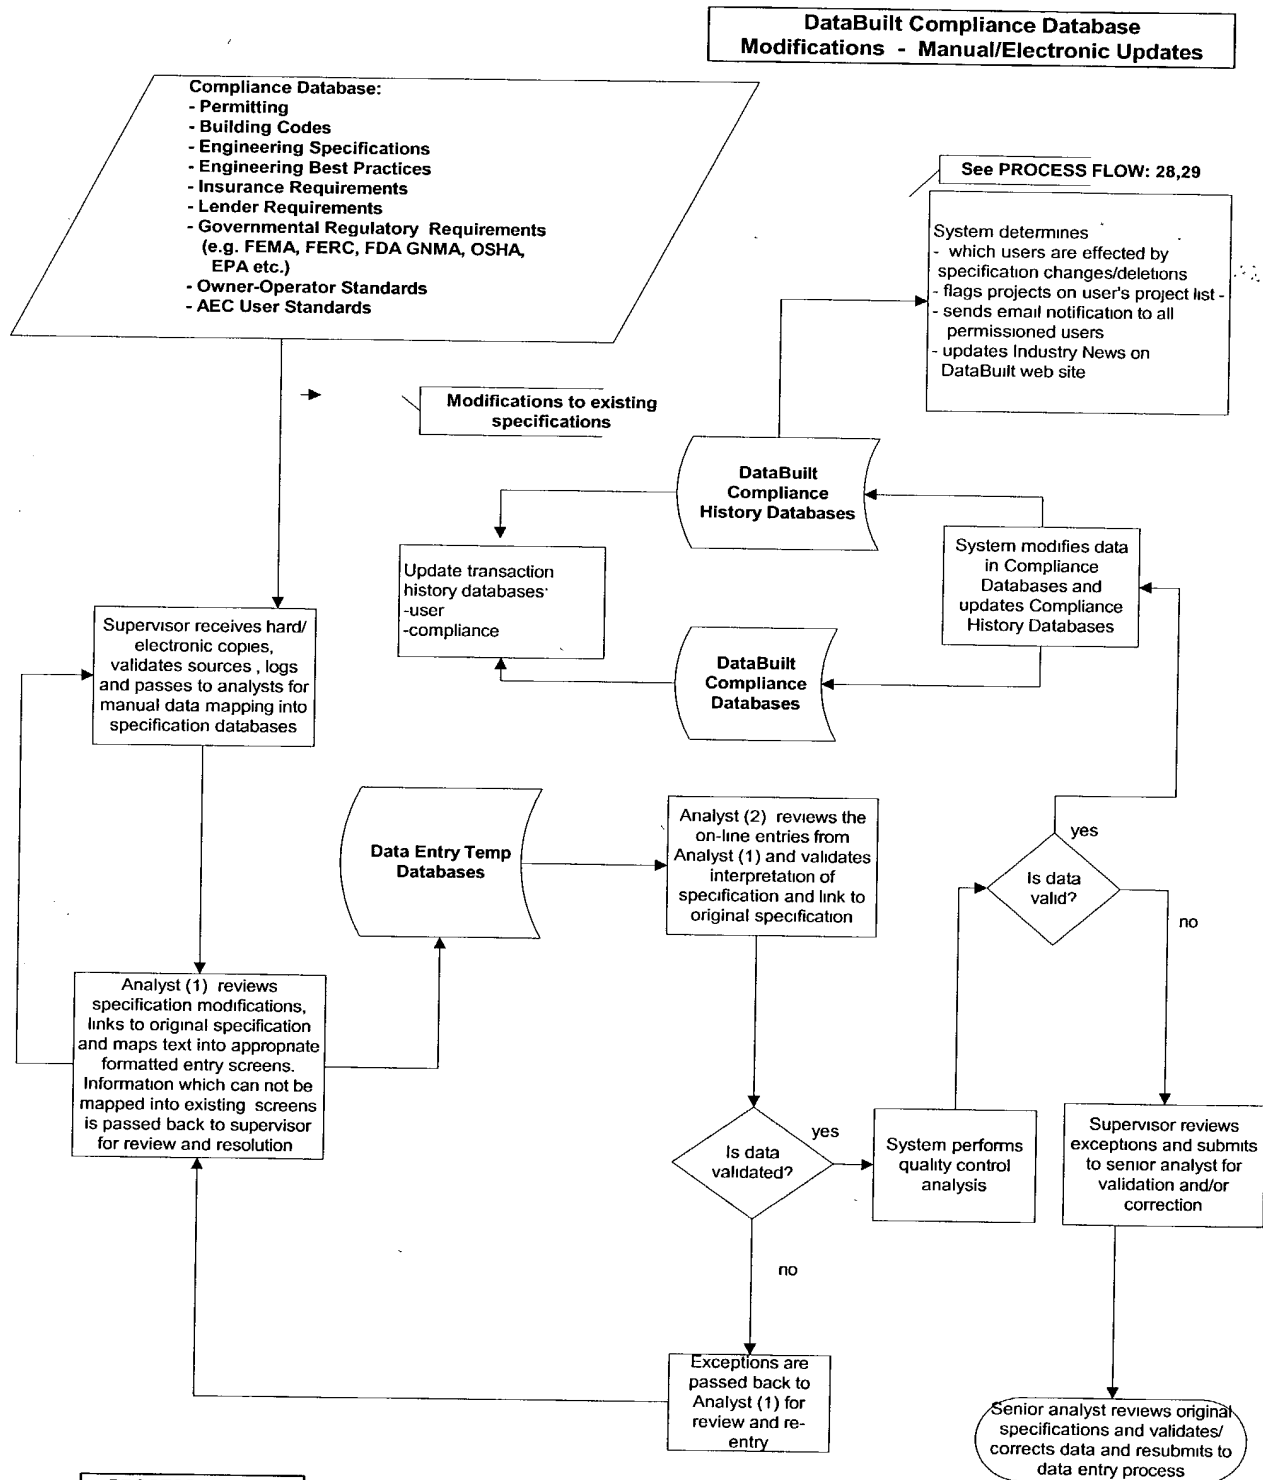 DataBuilt Compliance Database
Modifications - Manual/Electronic Updates
Compliance Database:
- Permitting
- Building Codes
- Engineering Specifications
- Engineering Best Practices
- Insurance Requirements
- Lender Requirements
- Governmental Regulatory Requirements
(e.g. FEMA, FERC, FDA GNMA, OSHA,
EPA etc.)
- Owner-Operator Standards
- AEC User Standards
See PROCESS FLOW: 28,29
System determines
- which users are effected by
specification changes/deletions
- flags projects on user's project list -
- sends email notification to all
permissioned users
- updates Industry News on
DataBuilt web site
Modifications to existing
specifications
DataBuilt
Compliance
History Databases
System modifies data
in Compliance
Databases and
updates Compliance
History Databases
Update transaction
history databases:
-user
-compliance
DataBuilt
Compliance
Databases
Supervisor receives hard/
electronic copies,
validates sources , logs
and passes to analysts for
manual data mapping into
specification databases
Data Entry Temp
Databases
Analyst (2) reviews the
on-line entries from
Analyst (1) and validates
interpretation of
specification and link to
original specification
yes
Is data
valid?
no
Analyst (1) reviews
specification modifications,
links to original specification
and maps text into appropriate
formatted entry screens.
Information which can not be
mapped into existing screens
is passed back to supervisor
for review and resolution
Is data
validated?
yes
System performs
quality control
analysis
Supervisor reviews
exceptions and submits
to senior analyst for
validation and/or
correction
no
Exceptions are
passed back to
Analyst (1) for
review and re-
entry
Senior analyst reviews original
specifications and validates/
corrects data and resubmits to
data entry process